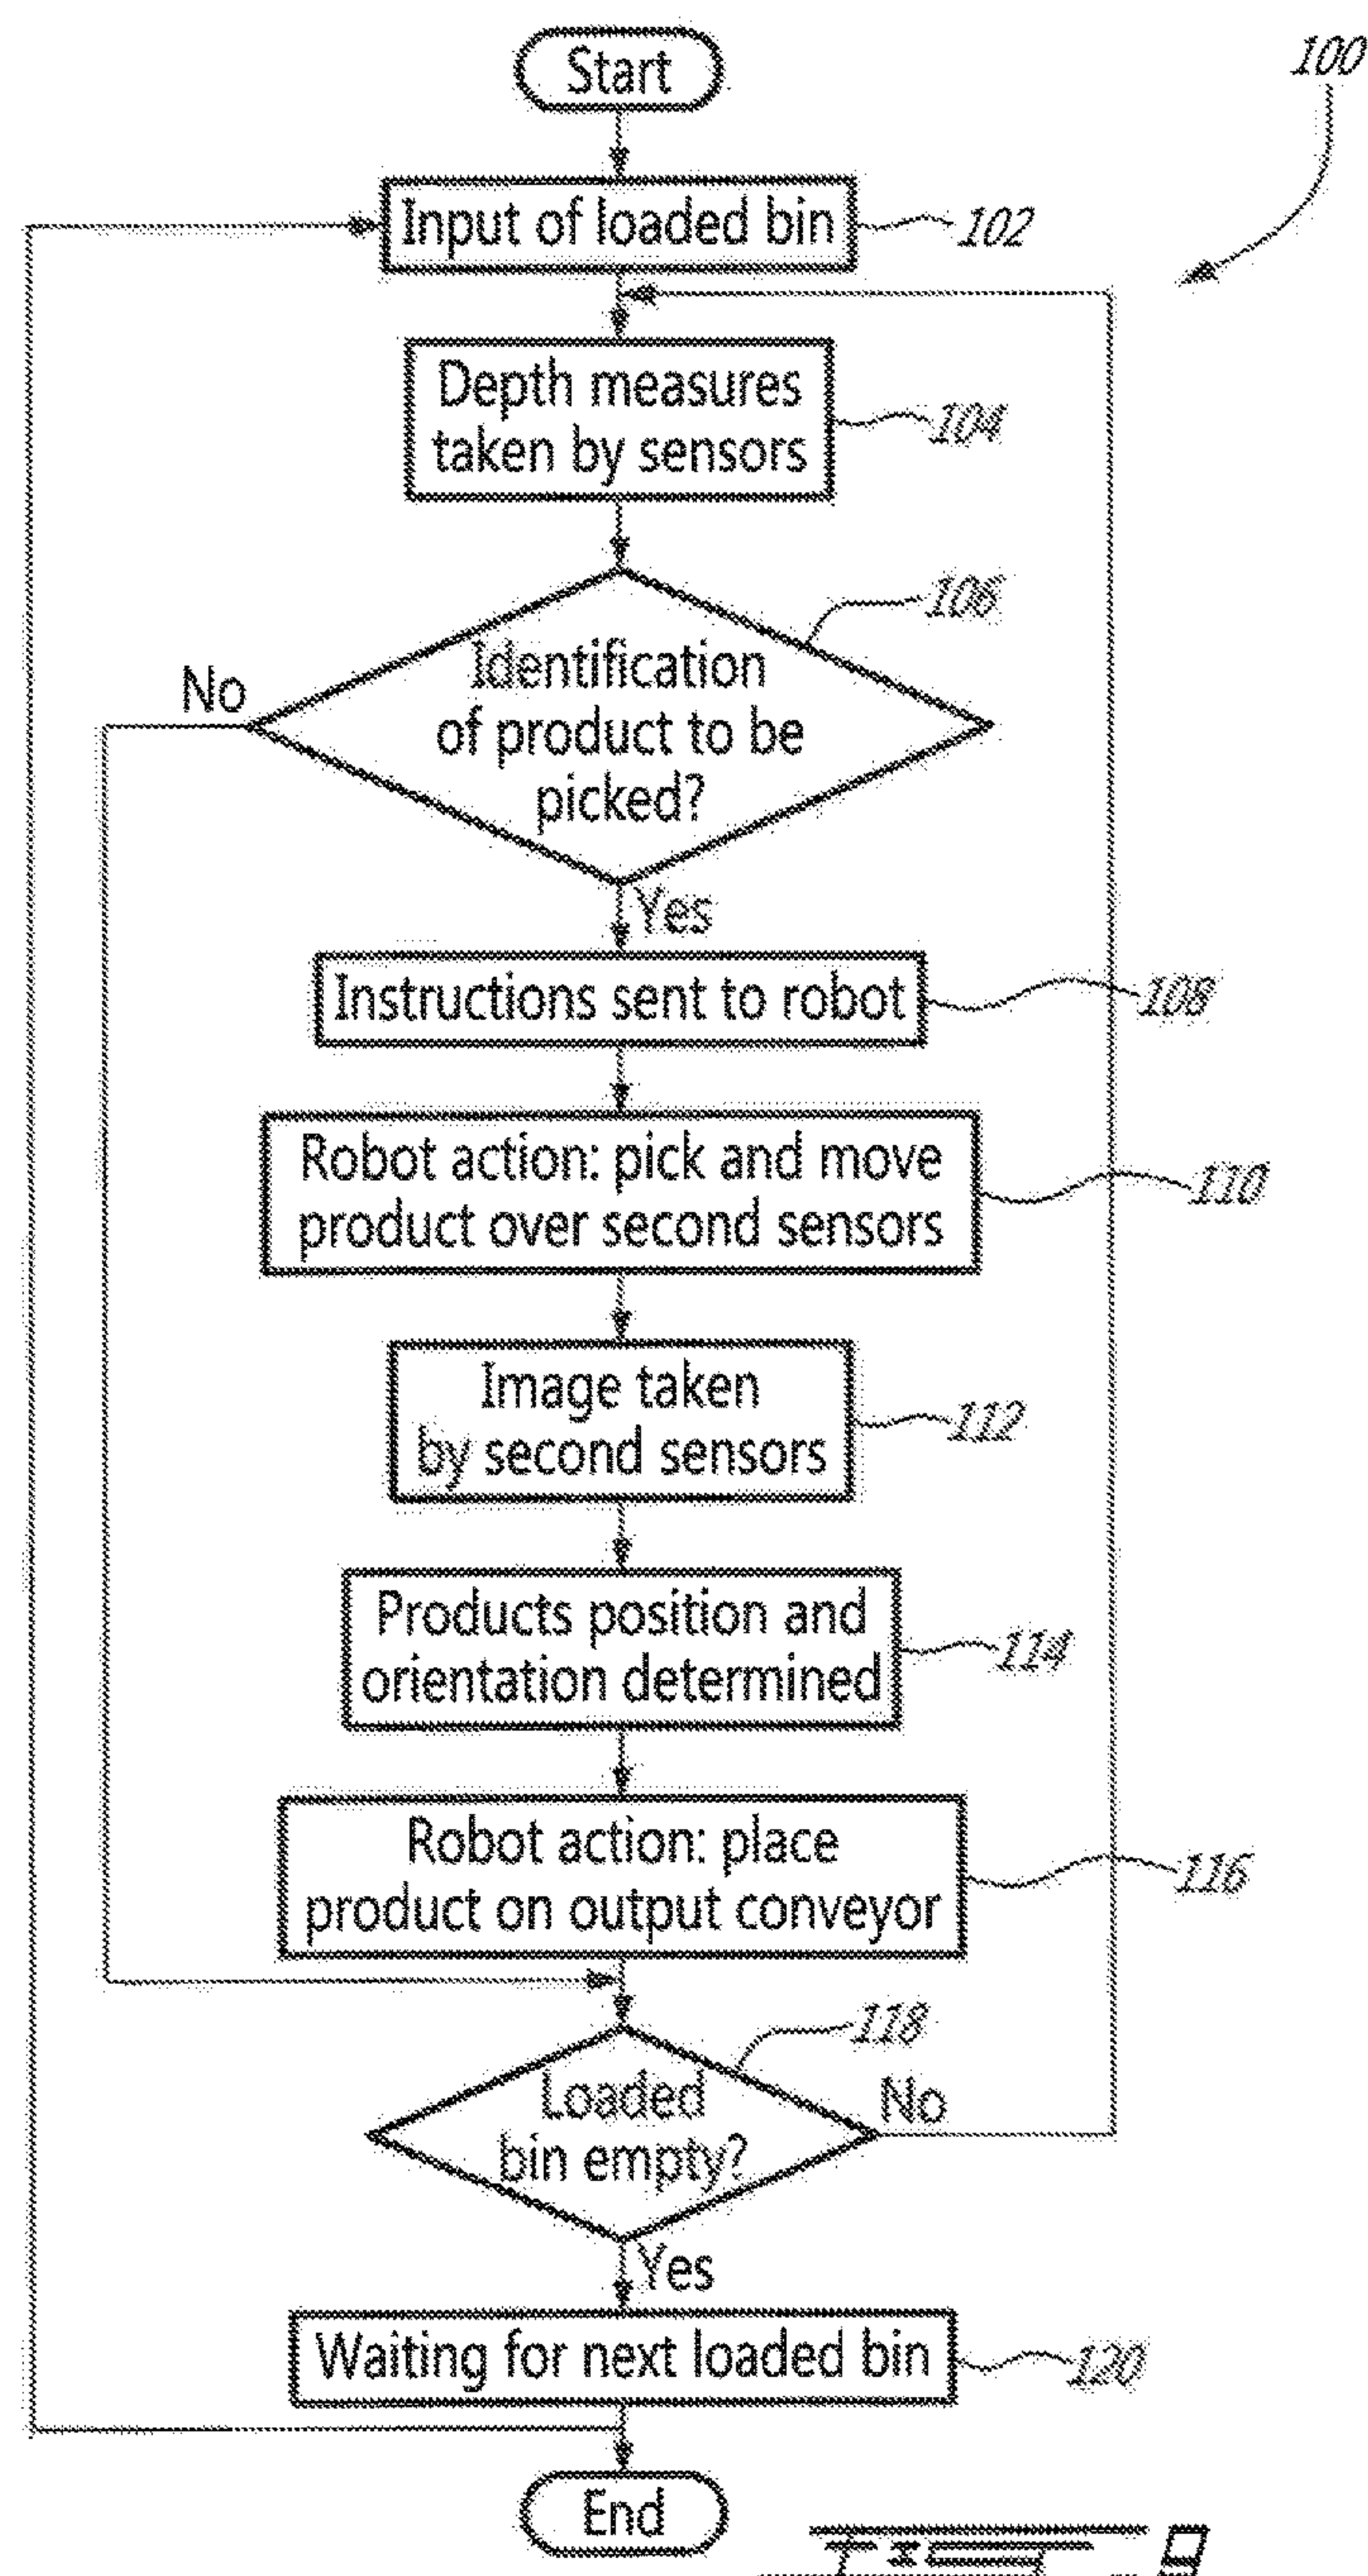 Start
100
Input of loaded bin
102
Depth measures
taken by sensors
104
106
Identification
of product to be
picked?
No
Yes
Instructions sent to robot
108
Robot action: pick and move
product over second sensors
110
Image taken
by second sensors
112
Products position and
orientation determined
114
Robot action: place
product on output conveyor
116
118
Loaded
bin empty?
No
Yes
Waiting for next loaded bin
120
End